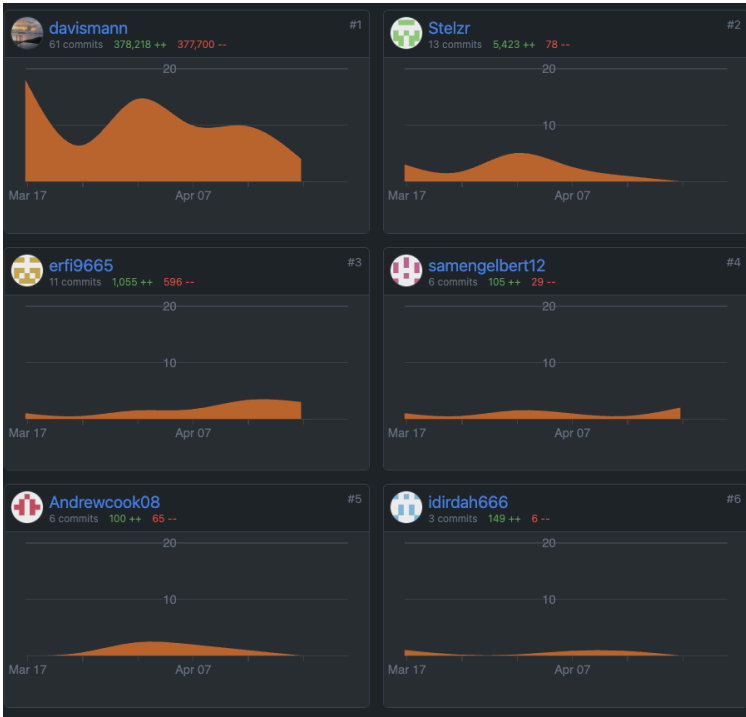 davismann #1
61 commits 378,218 ++ 377,700 --
20
Mar 17 Apr 07
Stelzr #2
13 commits 5,423 ++ 78 --
20
10
Mar 17 Apr 07
erfi9665 #3
11 commits 1,055 ++ 596 --
20
10
Mar 17 Apr 07
samengelbert12 #4
6 commits 105 ++ 29 --
20
10
Mar 17 Apr 07
Andrewcook08 #5
6 commits 100 ++ 65 --
20
10
Mar 17 Apr 07
idirdah666 #6
3 commits 149 ++ 6 --
20
10
Mar 17 Apr 07